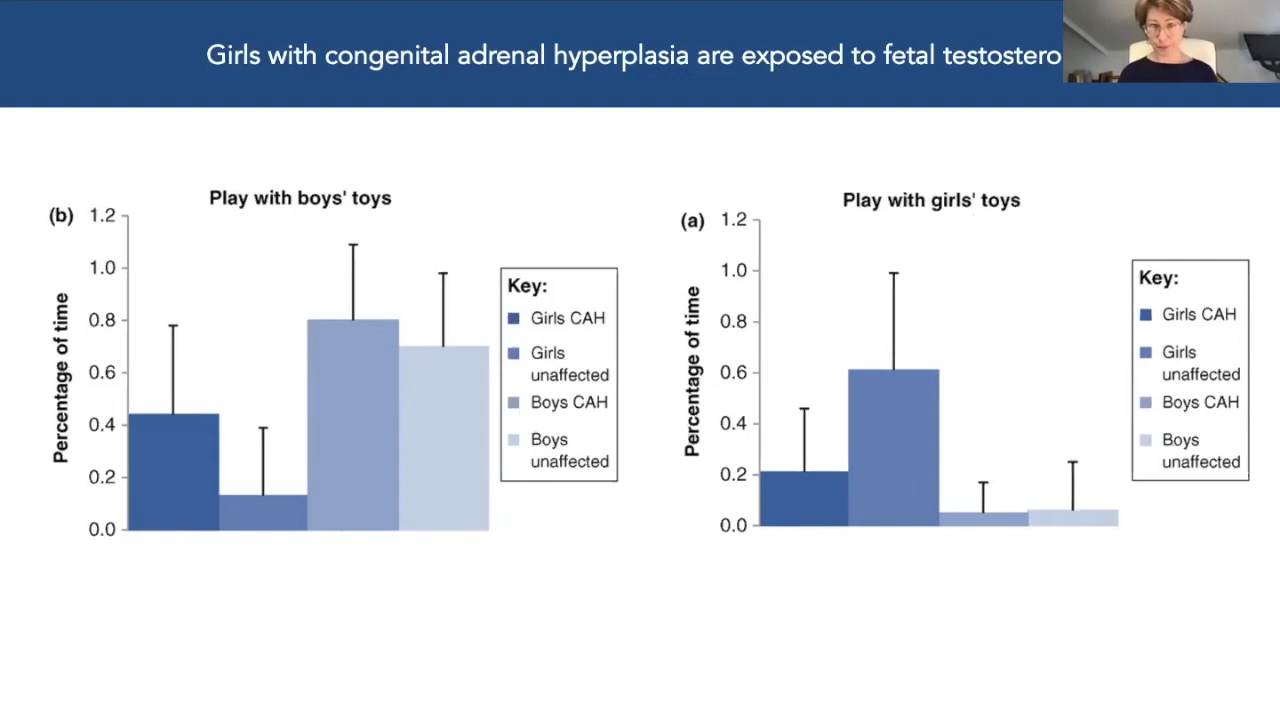 Girls with congenital adrenal hyperplasia are exposed to fetal testostero
Play with boys' toys
(b)
Percentage of time
1.2
1.0
0.8
0.6
0.4
0.2
0.0
Key:
Girls CAH
Girls
unaffected
Boys CAH
Boys
unaffected
Play with girls' toys
(a)
Percentage of time
1.2
1.0
0.8
0.6
0.4
0.2
0.0
Key:
Girls CAH
Girls
unaffected
Boys CAH
Boys
unaffected